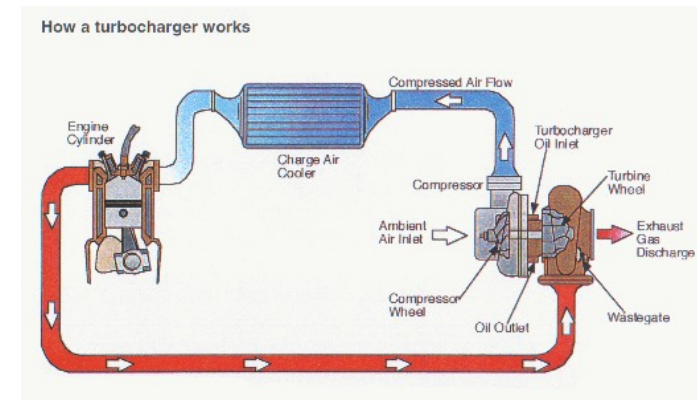 How a turbocharger works
Compressed Air Flow
Engine
Cylinder
Charge Air
Cooler
Turbocharger
Oil Inlet
Compressor
Turbine
Wheel
Ambient
Air Inlet
Exhaust
Gas
Discharge
Compressor
Wheel
Oil Outlet
Wastegate